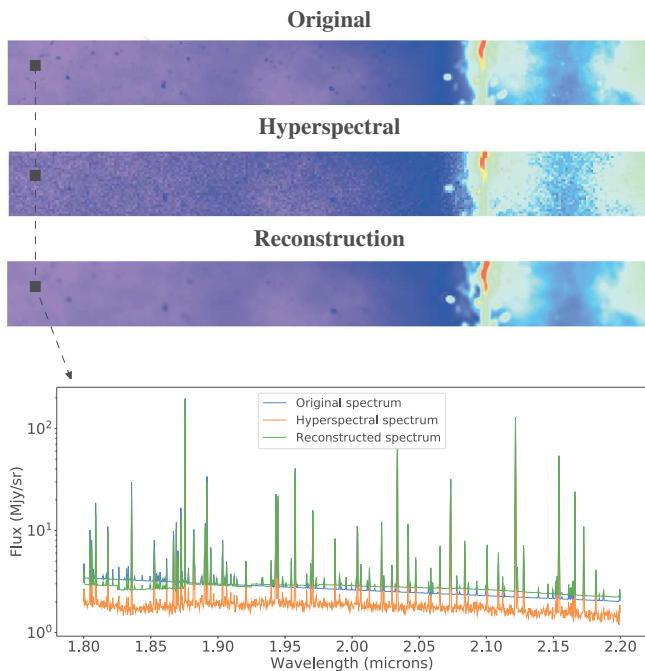 Original
Hyperspectral
Reconstruction
Original spectrum
Hyperspectral spectrum
Reconstructed spectrum
Flux (Mjy/sr)
10²
10¹
10⁰
1.80 1.85 1.90 1.95 2.00 2.05 2.10 2.15 2.20
Wavelength (microns)